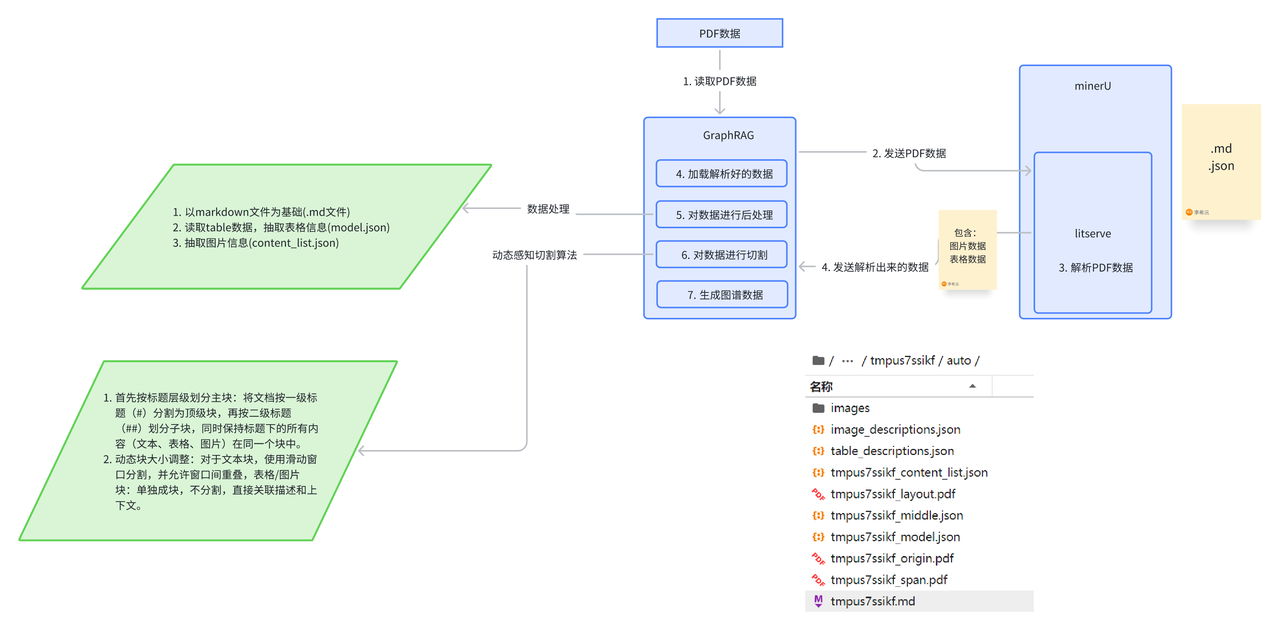 PDF数据
1. 读取PDF数据
GraphRAG
4. 加载解析好的数据
5. 对数据进行后处理
6. 对数据进行切割
7. 生成图谱数据
2. 发送PDF数据
minerU
litserve
3. 解析PDF数据
.md
.json
包含:
图片数据
表格数据
4. 发送解析出来的数据
数据处理
动态感知切割算法
1. 以markdown文件为基础(.md文件)
2. 读取table数据，抽取表格信息(model.json)
3. 抽取图片信息(content_list.json)
1. 首先按标题层级划分主块：将文档按一级标
题（#）分割为顶级块，再按二级标题
（##）划分子块，同时保持标题下的所有内
容（文本、表格、图片）在同一个块中。
2. 动态块大小调整：对于文本块，使用滑动窗
口分割，并允许窗口间重叠，表格/图片
块：单独成块，不分割，直接关联描述和上
下文。
/ ··· / tmpus7ssikf / auto /
名称
images
image_descriptions.json
table_descriptions.json
tmpus7ssikf_content_list.json
tmpus7ssikf_layout.pdf
tmpus7ssikf_middle.json
tmpus7ssikf_model.json
tmpus7ssikf_origin.pdf
tmpus7ssikf_span.pdf
tmpus7ssikf.md